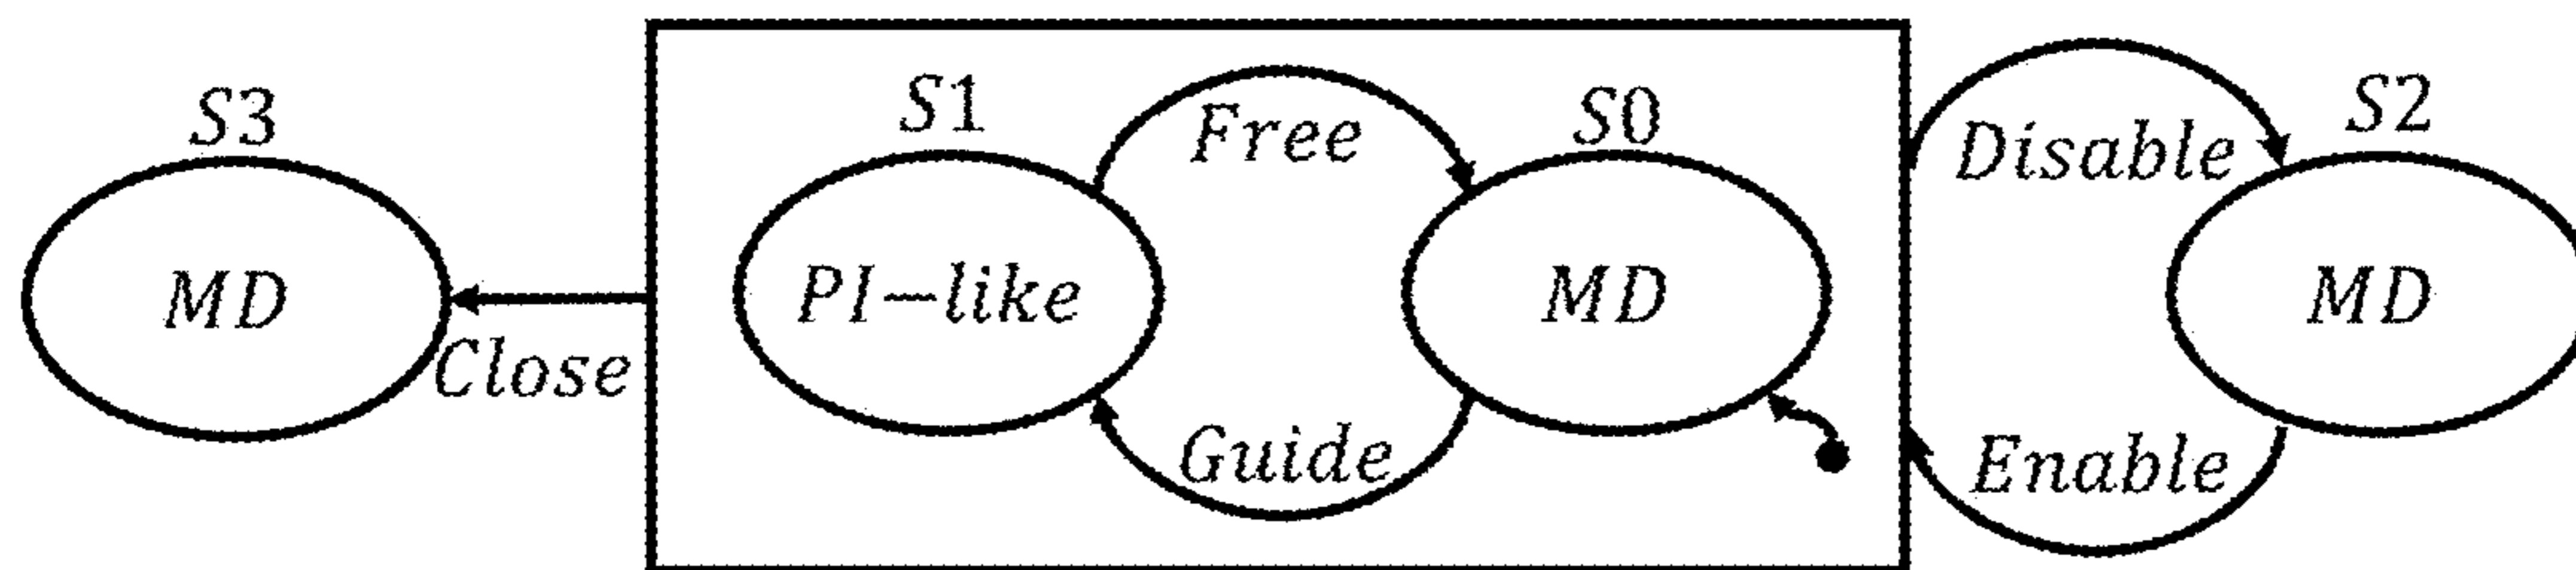 S3
MD
Close
S1
PI−like
Free
Guide
S0
MD
Disable
Enable
S2
MD